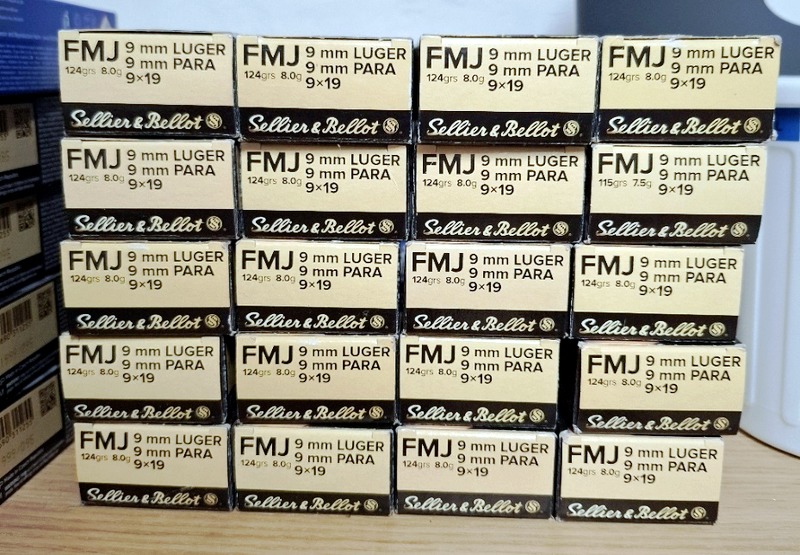 FMJ 9 mm LUGER
9 mm PARA
124grs 8.0g 9×19
Sellier & Bellot S&B
FMJ 9 mm LUGER
9 mm PARA
124grs 8.0g 9×19
Sellier & Bellot
FMJ 9 mm LUGER
9 mm PARA
124grs 8.0g 9×19
Sellier & Bellot
FMJ 9 mm LUGER
9 mm PARA
124grs 8.0g 9×19
Sellier & Bellot
FMJ 9 mm LUGER
9 mm PARA
124grs 8.0g 9×19
Sellier & Bellot
FMJ 9 mm LUGER
9 mm PARA
124grs 8.0g 9×19
Sellier & Bellot
FMJ 9 mm LUGER
9 mm PARA
124grs 8.0g 9×19
Sellier & Bellot
FMJ 9 mm LUGER
9 mm PARA
115grs 7.5g 9×19
Sellier & Bellot
FMJ 9 mm LUGER
9 mm PARA
124grs 8.0g 9×19
Sellier & Bellot
FMJ 9 mm LUGER
9 mm PARA
124grs 8.0g 9×19
Sellier & Bellot
FMJ 9 mm LUGER
9 mm PARA
124grs 8.0g 9×19
Sellier & Bellot
FMJ 9 mm LUGER
9 mm PARA
124grs 8.0g 9×19
Sellier & Bellot
FMJ 9 mm LUGER
9 mm PARA
124grs 8.0g 9×19
Sellier & Bellot
FMJ 9 mm LUGER
9 mm PARA
124grs 8.0g 9×19
Sellier & Bellot
FMJ 9 mm LUGER
9 mm PARA
124grs 8.0g 9×19
Sellier & Bellot
FMJ 9 mm LUGER
9 mm PARA
124grs 8.0g 9×19
Sellier & Bellot
FMJ 9 mm LUGER
9 mm PARA
124grs 8.0g 9×19
Sellier & Bellot
FMJ 9 mm LUGER
9 mm PARA
124grs 8.0g 9×19
Sellier & Bellot
FMJ 9 mm LUGER
9 mm PARA
124grs 8.0g 9×19
Sellier & Bellot
FMJ 9 mm LUGER
9 mm PARA
124grs 8.0g 9×19
Sellier & Bellot